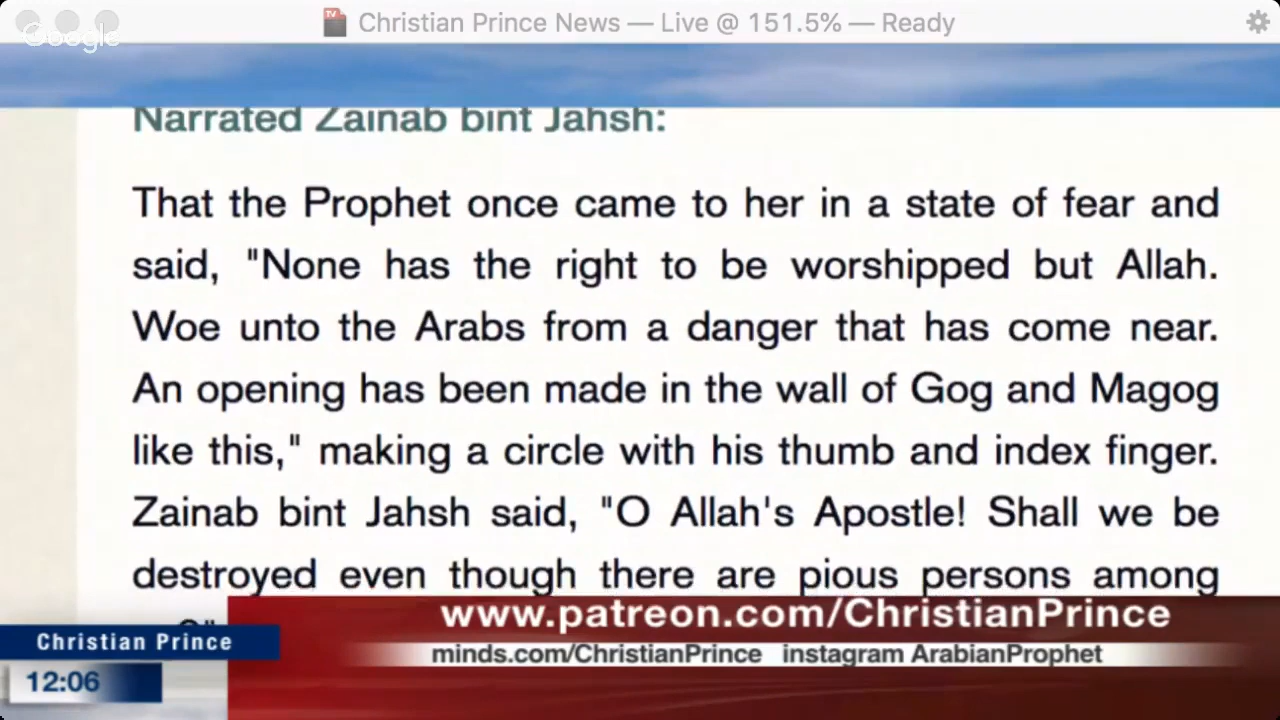 Christian Prince News — Live @ 151.5% — Ready
Google
Narrated Zainab bint Jahsh:
That the Prophet once came to her in a state of fear and
said, "None has the right to be worshipped but Allah.
Woe unto the Arabs from a danger that has come near.
An opening has been made in the wall of Gog and Magog
like this," making a circle with his thumb and index finger.
Zainab bint Jahsh said, "O Allah's Apostle! Shall we be
destroyed even though there are pious persons among
www.patreon.com/ChristianPrince
Christian Prince
minds.com/ChristianPrince instagram ArabianProphet
12:06